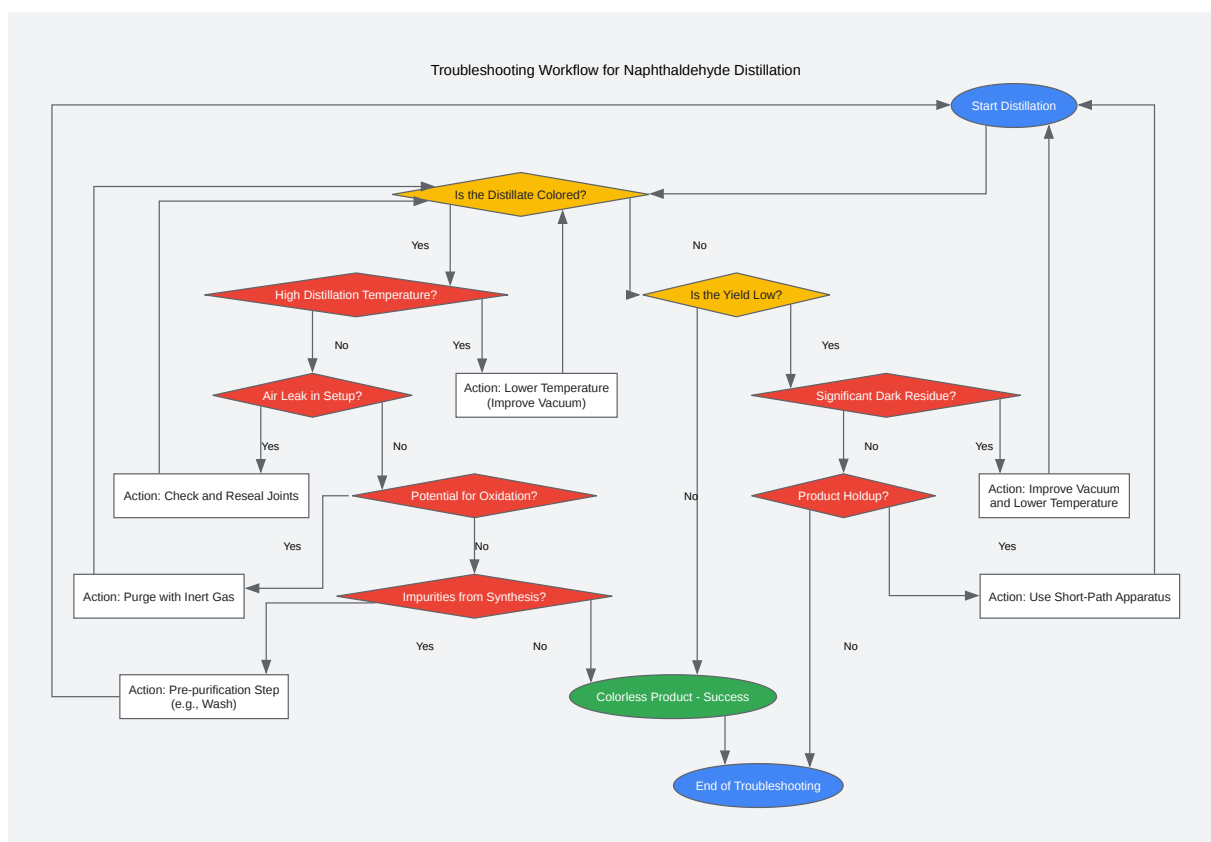 Troubleshooting Workflow for Naphthaldehyde Distillation
Start Distillation
Is the Distillate Colored?
Yes
No
High Distillation Temperature?
Is the Yield Low?
No
Yes
Yes
Air Leak in Setup?
Action: Lower Temperature
(Improve Vacuum)
Significant Dark Residue?
Yes
No
No
Yes
Action: Check and Reseal Joints
Potential for Oxidation?
No
Product Holdup?
Action: Improve Vacuum
and Lower Temperature
Yes
No
Yes
Action: Purge with Inert Gas
Impurities from Synthesis?
Action: Use Short-Path Apparatus
Yes
No
No
Action: Pre-purification Step
(e.g., Wash)
Colorless Product - Success
End of Troubleshooting